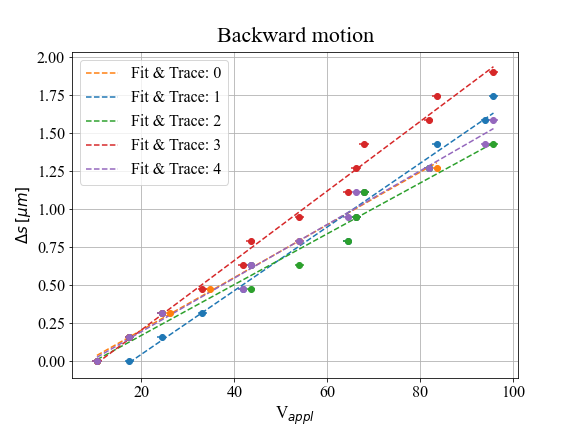 Backward motion
2.00
1.75
1.50
1.25
1.00
0.75
0.50
0.25
0.00
Δs [μm]
Fit & Trace: 0
Fit & Trace: 1
Fit & Trace: 2
Fit & Trace: 3
Fit & Trace: 4
20 40 60 80 100
V_appl